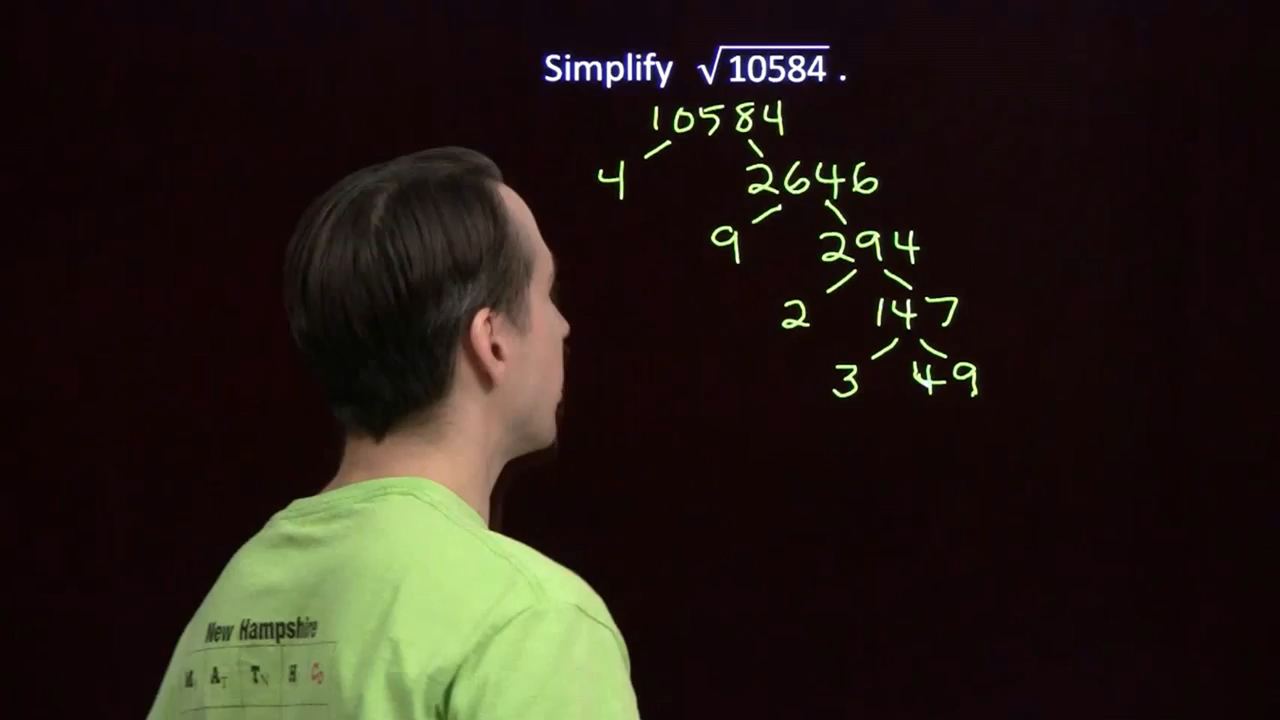 Simplify √10584 .
10584
4 2646
9 294
2 147
3 49
New Hampshire
M A T H